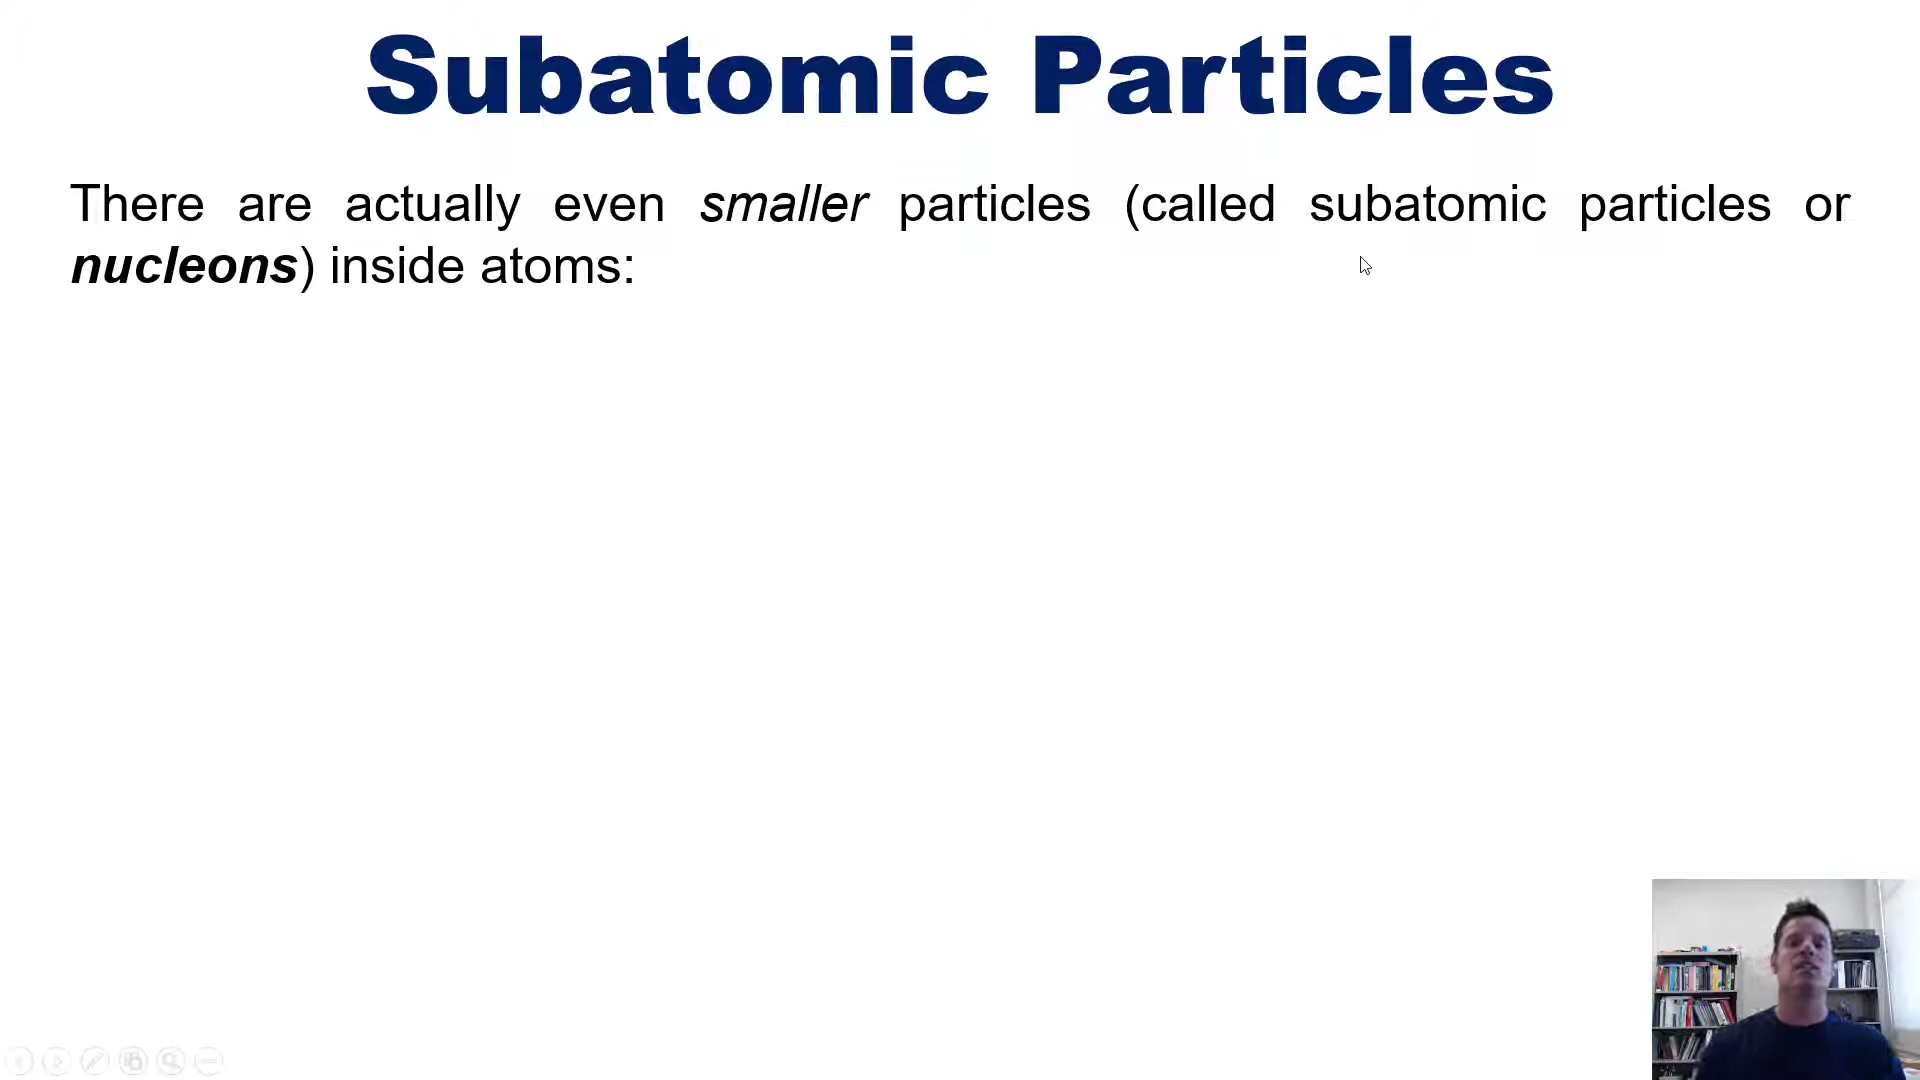 Subatomic Particles
There are actually even smaller particles (called subatomic particles or
nucleons) inside atoms: